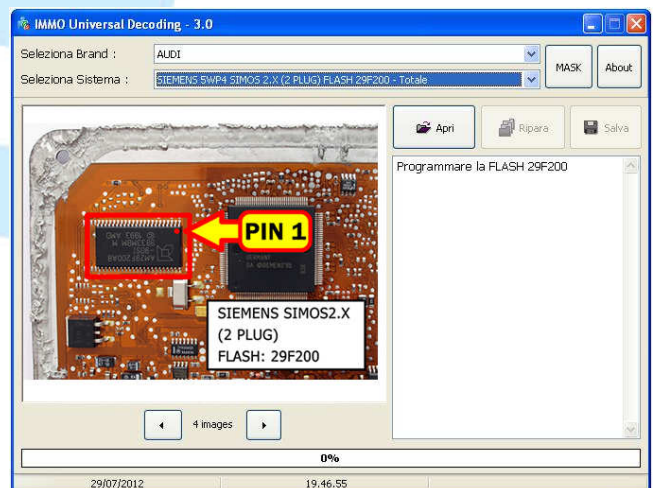 IMMO Universal Decoding - 3.0
Seleziona Brand :
AUDI
Seleziona Sistema :
SIEMENS 5WP4 SIMOS 2.X (2 PLUG) FLASH 29F200 - Totale
MASK
About
Apri
Ripara
Salva
Programmare la FLASH 29F200
PIN 1
SIEMENS SIMOS2.X
(2 PLUG)
FLASH: 29F200
4 images
0%
29/07/2012
19.46.55